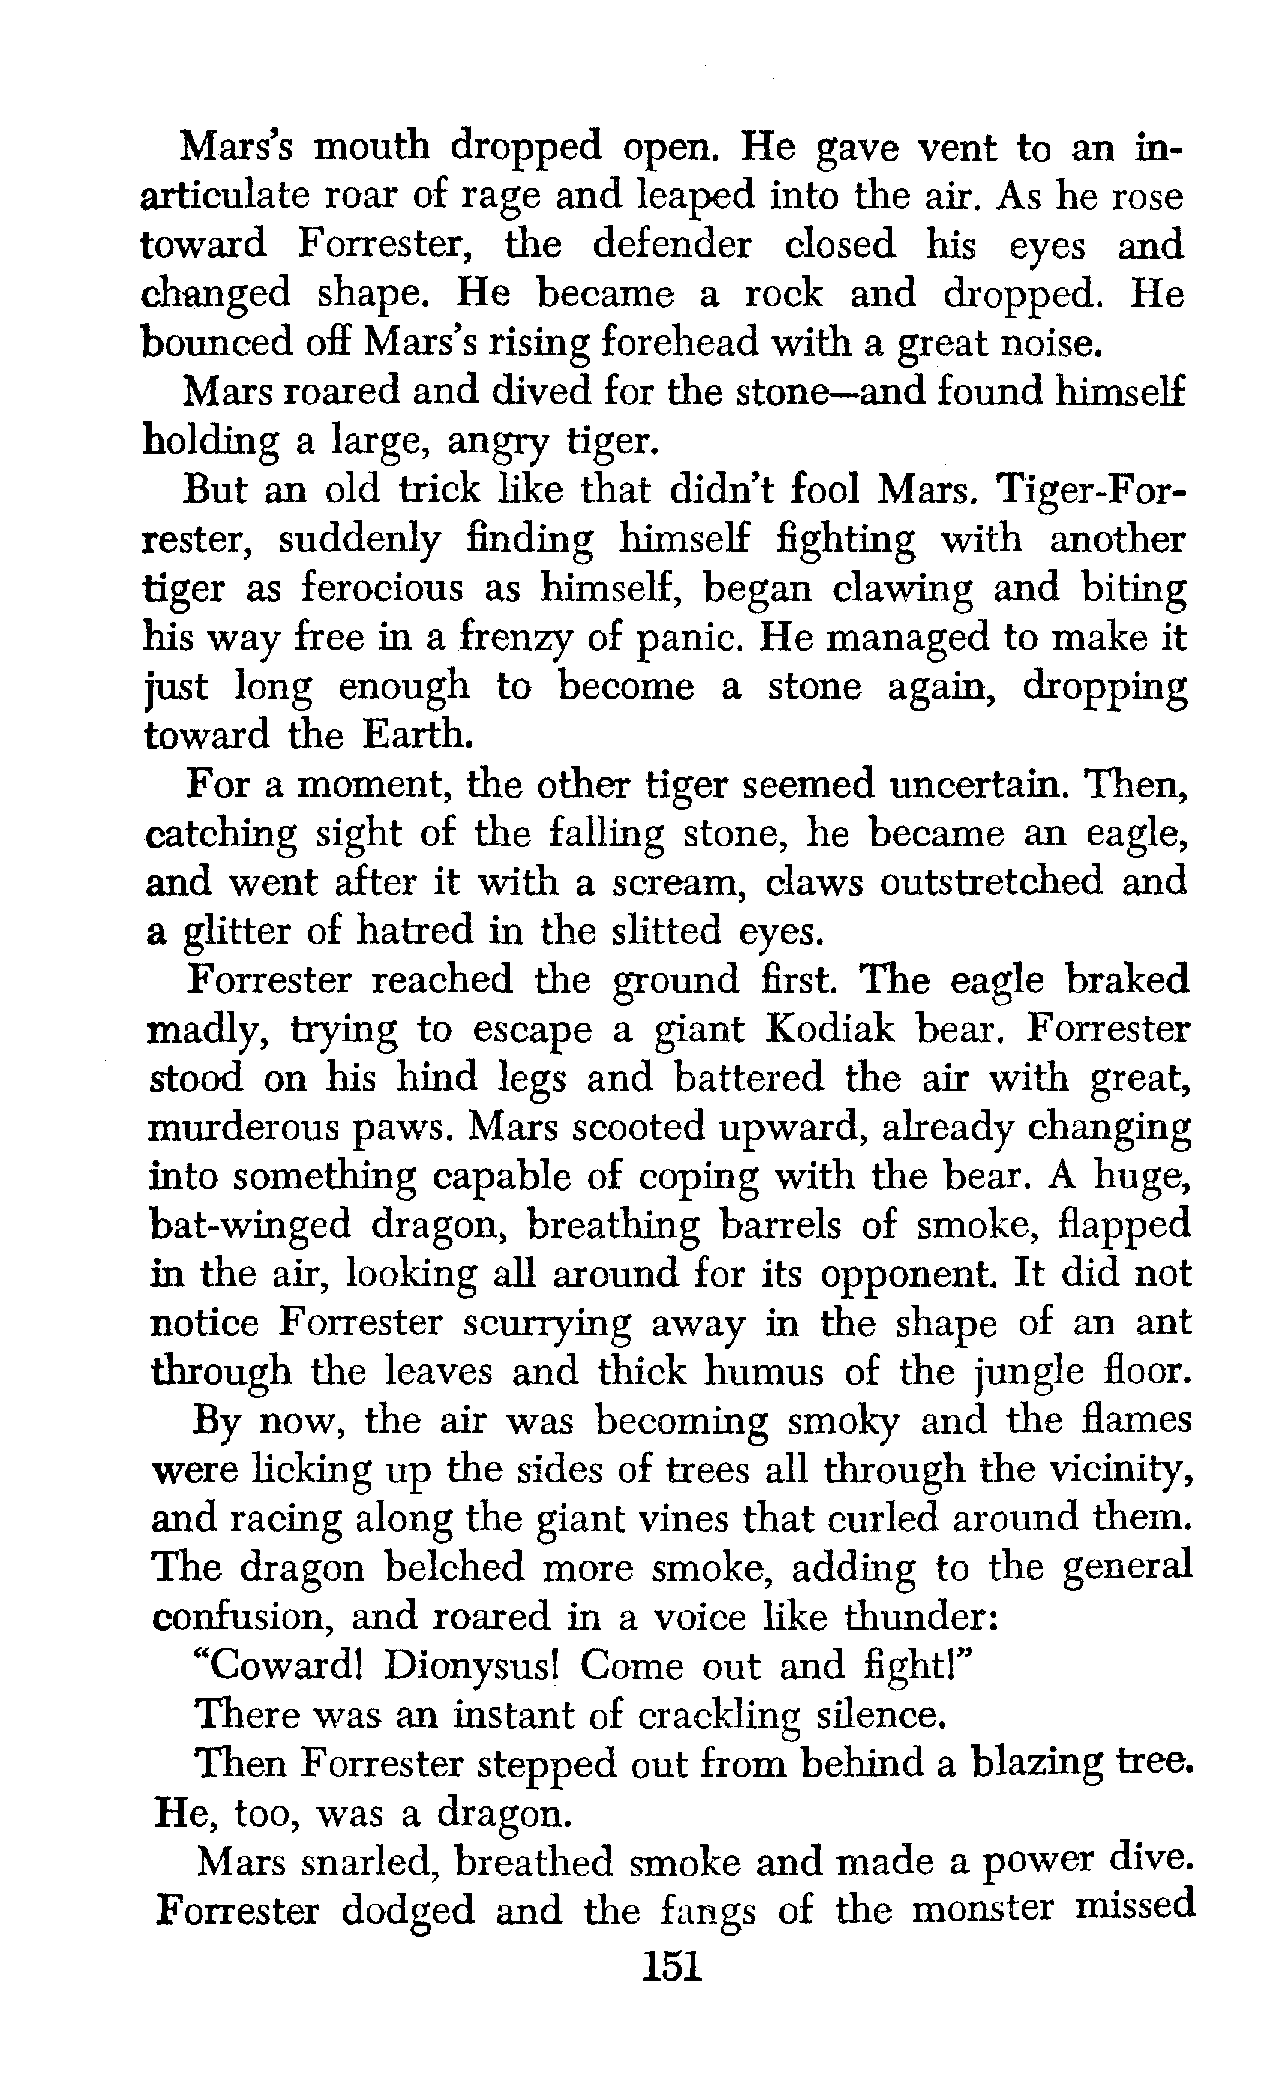 Mars's mouth dropped open. He gave vent to an in-
articulate roar of rage and leaped into the air. As he rose
toward Forrester, the defender closed his eyes and
changed shape. He became a rock and dropped. He
bounced off Mars's rising forehead with a great noise.
Mars roared and dived for the stone—and found himself
holding a large, angry tiger.
But an old trick like that didn't fool Mars. Tiger-For-
rester, suddenly finding himself fighting with another
tiger as ferocious as himself, began clawing and biting
his way free in a frenzy of panic. He managed to make it
just long enough to become a stone again, dropping
toward the Earth.
For a moment, the other tiger seemed uncertain. Then,
catching sight of the falling stone, he became an eagle,
and went after it with a scream, claws outstretched and
a glitter of hatred in the slitted eyes.
Forrester reached the ground first. The eagle braked
madly, trying to escape a giant Kodiak bear. Forrester
stood on his hind legs and battered the air with great,
murderous paws. Mars scooted upward, already changing
into something capable of coping with the bear. A huge,
bat-winged dragon, breathing barrels of smoke, flapped
in the air, looking all around for its opponent. It did not
notice Forrester scurrying away in the shape of an ant
through the leaves and thick humus of the jungle floor.
By now, the air was becoming smoky and the flames
were licking up the sides of trees all through the vicinity,
and racing along the giant vines that curled around them.
The dragon belched more smoke, adding to the general
confusion, and roared in a voice like thunder:
“Coward! Dionysus! Come out and fight!”
There was an instant of crackling silence.
Then Forrester stepped out from behind a blazing tree.
He, too, was a dragon.
Mars snarled, breathed smoke and made a power dive.
Forrester dodged and the fangs of the monster missed
151